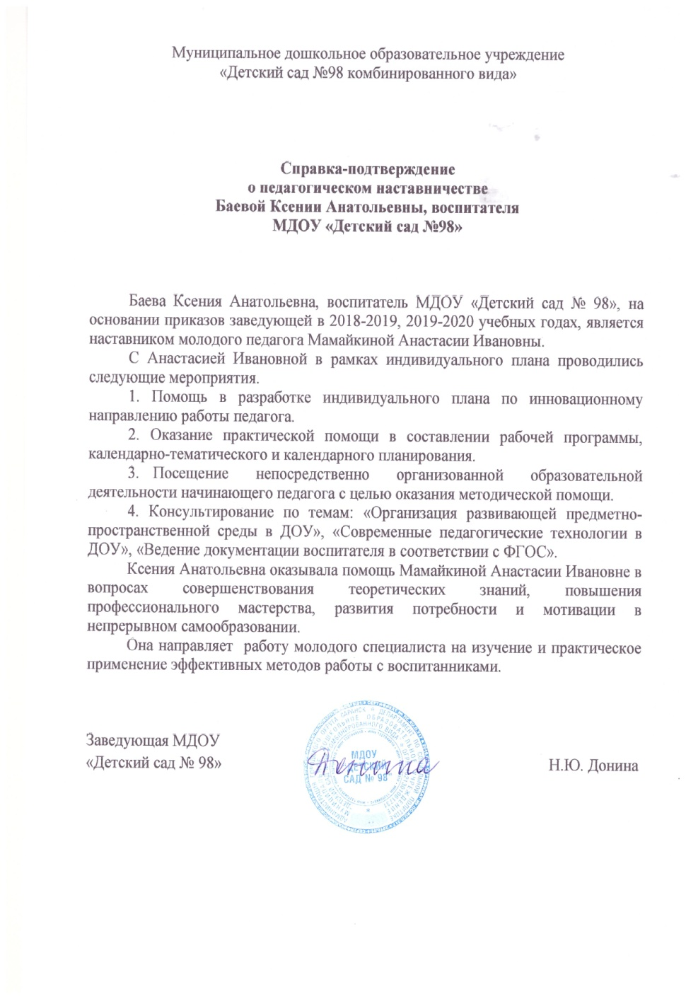 Муниципальное дошкольное образовательное учреждение
«Детский сад №98 комбинированного вида»
Справка-подтверждение
о педагогическом наставничестве
Баевой Ксении Анатольевны, воспитателя
МДОУ «Детский сад №98»
Баева Ксения Анатольевна, воспитатель МДОУ «Детский сад № 98», на
основании приказов заведующей в 2018-2019, 2019-2020 учебных годах, является
наставником молодого педагога Мамайкиной Анастасии Ивановны.
С Анастасией Ивановной в рамках индивидуального плана проводились
следующие мероприятия.
1. Помощь в разработке индивидуального плана по инновационному
направлению работы педагога.
2. Оказание практической помощи в составлении рабочей программы,
календарно-тематического и календарного планирования.
3. Посещение непосредственно организованной образовательной
деятельности начинающего педагога с целью оказания методической помощи.
4. Консультирование по темам: «Организация развивающей предметно-
пространственной среды в ДОУ», «Современные педагогические технологии в
ДОУ», «Ведение документации воспитателя в соответствии с ФГОС».
Ксения Анатольевна оказывала помощь Мамайкиной Анастасии Ивановне в
вопросах совершенствования теоретических знаний, повышения
профессионального мастерства, развития потребности и мотивации в
непрерывном самообразовании.
Она направляет работу молодого специалиста на изучение и практическое
применение эффективных методов работы с воспитанниками.
Заведующая МДОУ
«Детский сад № 98»
Н.Ю. Донина
МДОУ
"ДЕТСКИЙ
САД № 98"